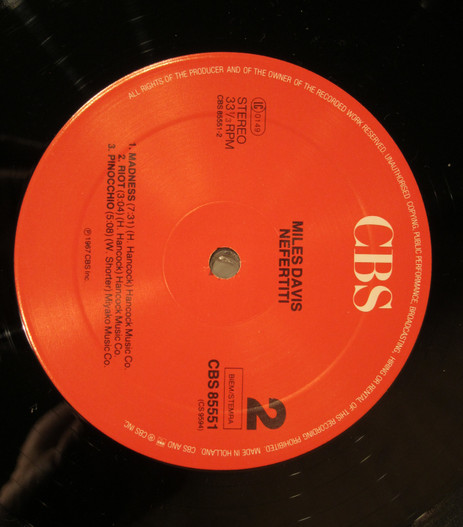 ALL RIGHTS OF THE PRODUCER AND OF THE OWNER OF THE RECORDED WORK RESERVED. UNAUTHORISED COPYING, PUBLIC PERFORMANCE, BROADCASTING, HIRING OR RENTAL OF THIS RECORDING PROHIBITED. MADE IN HOLLAND.
CBS
MILES DAVIS
NEFERTITI
LC 0149
STEREO
33⅓ RPM
CBS 85551-2
2
BIEM/STEMRA
CBS 85551
(CS 9594)
1. MADNESS (7:31) (H. Hancock) Hancock Music Co.
2. RIOT (3:04) (H. Hancock) Hancock Music Co.
3. PINOCCHIO (5:08) (W. Shorter) Miyako Music Co.
℗ 1967 CBS Inc.
CBS AND
CBS INC.